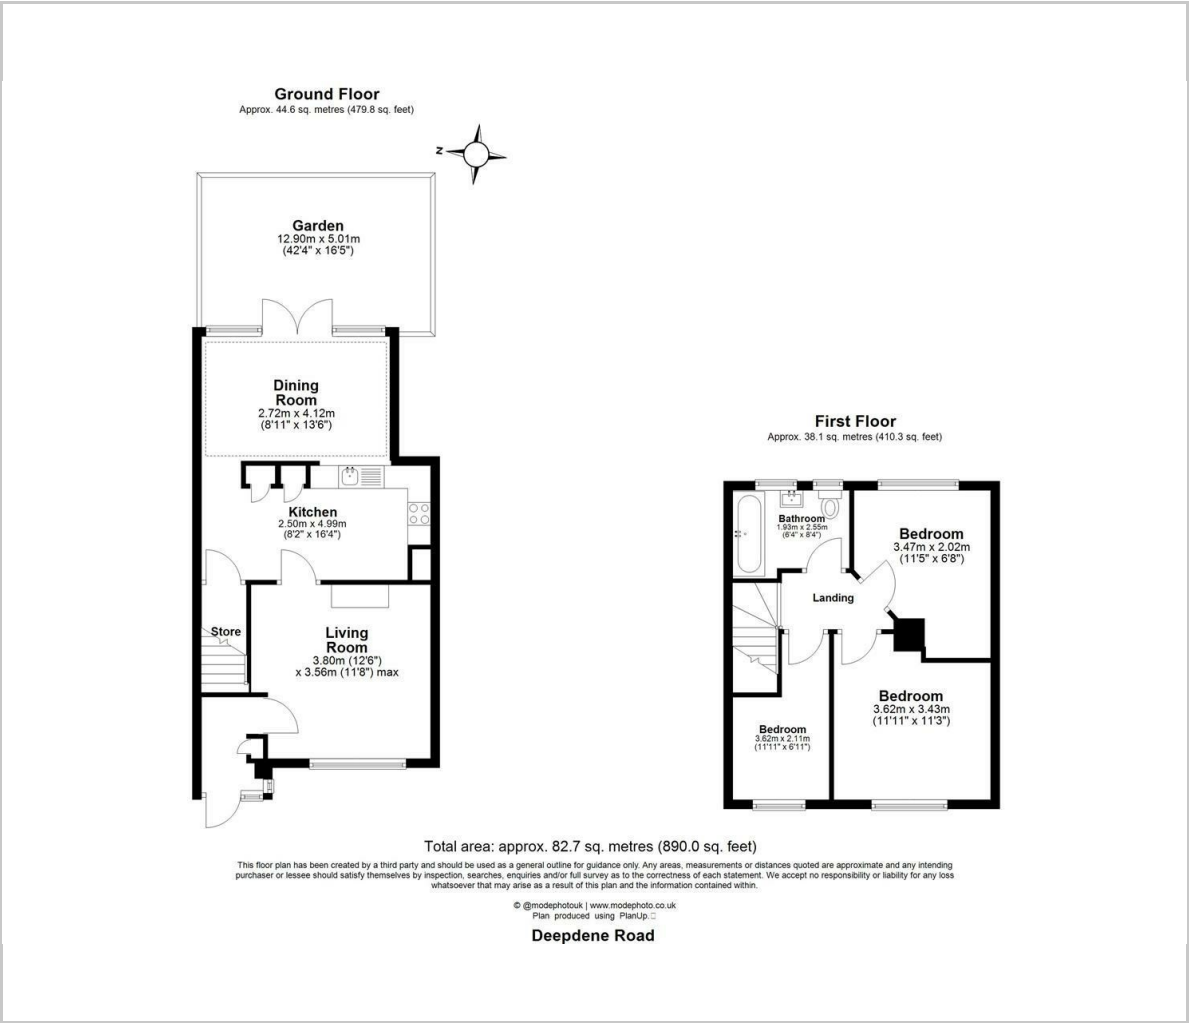 Ground Floor
Approx. 44.6 sq. metres (479.8 sq. feet)
N
Garden
12.90m x 5.01m
(42'4" x 16'5")
Dining
Room
2.72m x 4.12m
(8'11" x 13'6")
Kitchen
2.50m x 4.99m
(8'2" x 16'4")
Store
Living
Room
3.80m (12'6")
x 3.56m (11'8") max
First Floor
Approx. 38.1 sq. metres (410.3 sq. feet)
Bathroom
1.93m x 2.55m
(6'4" x 8'4")
Bedroom
3.47m x 2.02m
(11'5" x 6'8")
Landing
Bedroom
3.62m x 3.43m
(11'11" x 11'3")
Bedroom
3.62m x 2.11m
(11'11" x 6'11")
Total area: approx. 82.7 sq. metres (890.0 sq. feet)
This floor plan has been created by a third party and should be used as a general outline for guidance only. Any areas, measurements or distances quoted are approximate and any intending
purchaser or lessee should satisfy themselves by inspection, searches, enquiries and/or full survey as to the correctness of each statement. We accept no responsibility or liability for any loss
whatsoever that may arise as a result of this plan and the information contained within.
© @modephotouk | www.modephoto.co.uk
Plan produced using PlanUp.
Deepdene Road